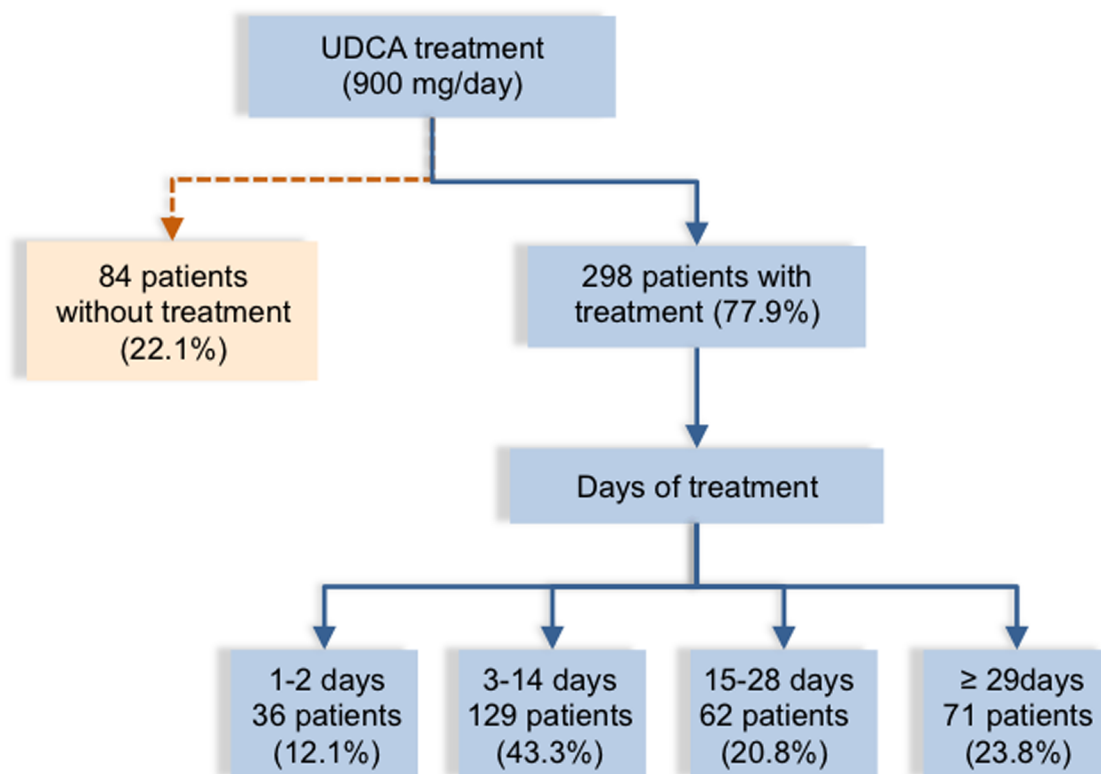 UDCA treatment
(900 mg/day)
84 patients
without treatment
(22.1%)
298 patients with
treatment (77.9%)
Days of treatment
1-2 days
36 patients
(12.1%)
3-14 days
129 patients
(43.3%)
15-28 days
62 patients
(20.8%)
≥ 29days
71 patients
(23.8%)